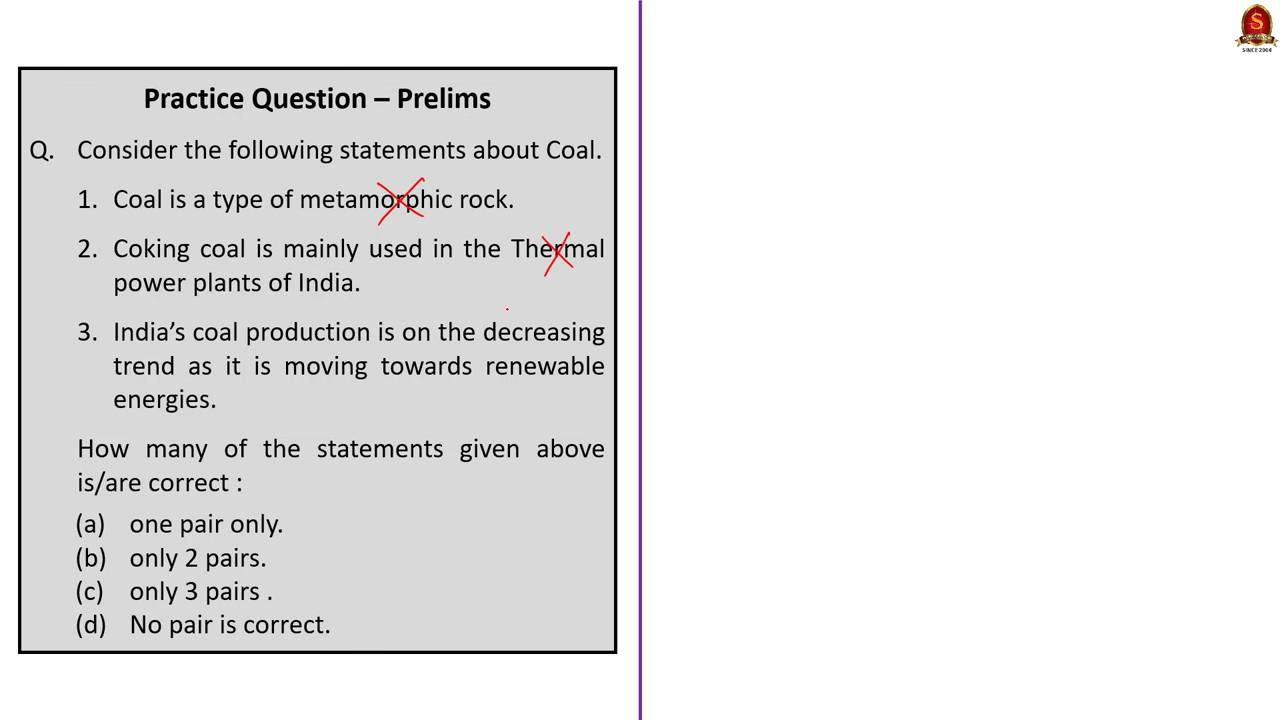 S
SINCE 2004
Practice Question – Prelims
Q. Consider the following statements about Coal.
1. Coal is a type of metamorphic rock.
2. Coking coal is mainly used in the Thermal
power plants of India.
3. India's coal production is on the decreasing
trend as it is moving towards renewable
energies.
How many of the statements given above
is/are correct :
(a) one pair only.
(b) only 2 pairs.
(c) only 3 pairs .
(d) No pair is correct.